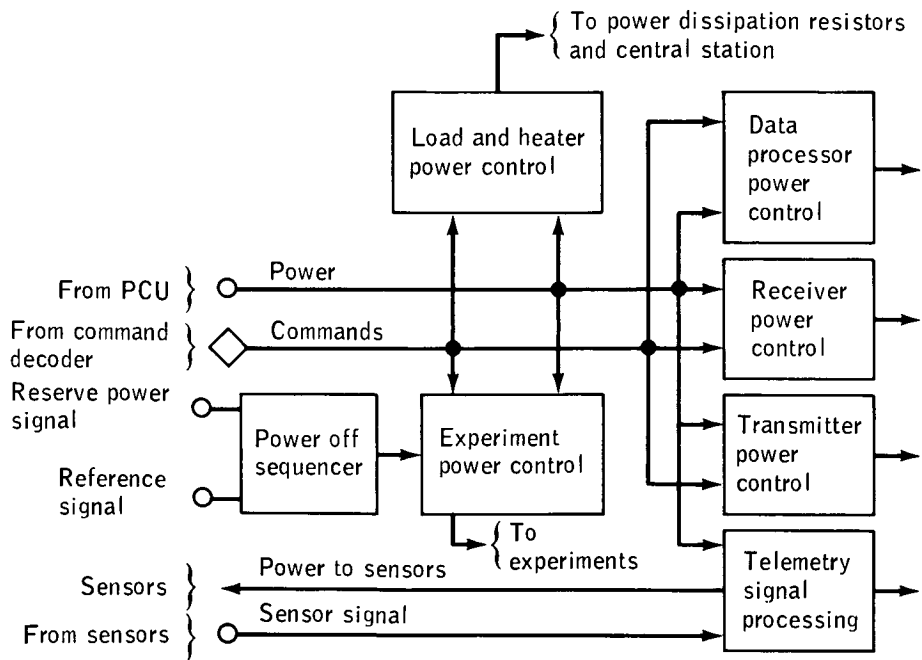 To power dissipation resistors
and central station
Load and heater
power control
Data
processor
power
control
From PCU
Power
Receiver
power
control
From command
decoder
Commands
Reserve power
signal
Power off
sequencer
Experiment
power control
Transmitter
power
control
Reference
signal
To
experiments
Sensors
Power to sensors
Telemetry
signal
processing
From sensors
Sensor signal